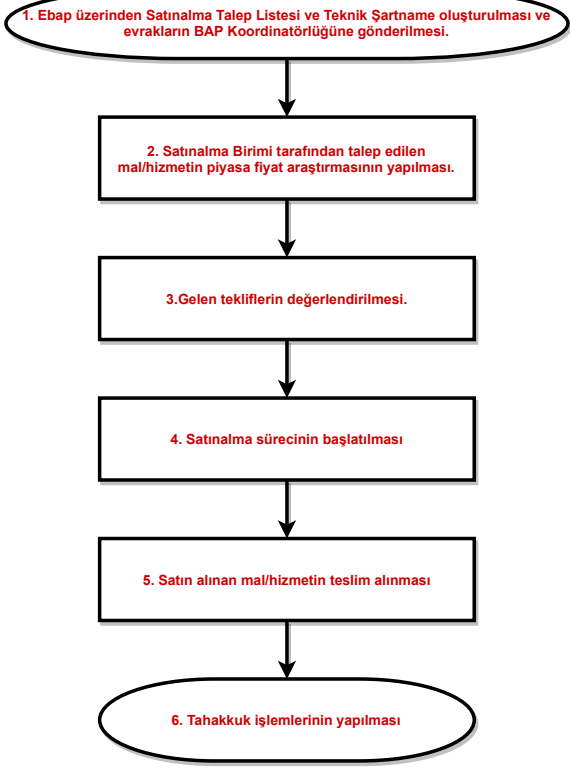 1. Ebap üzerinden Satınalma Talep Listesi ve Teknik Şartname oluşturulması ve
evrakların BAP Koordinatörlüğüne gönderilmesi.
2. Satınalma Birimi tarafından talep edilen
mal/hizmetin piyasa fiyat araştırmasının yapılması.
3.Gelen tekliflerin değerlendirilmesi.
4. Satınalma sürecinin başlatılması
5. Satın alınan mal/hizmetin teslim alınması
6. Tahakkuk işlemlerinin yapılması